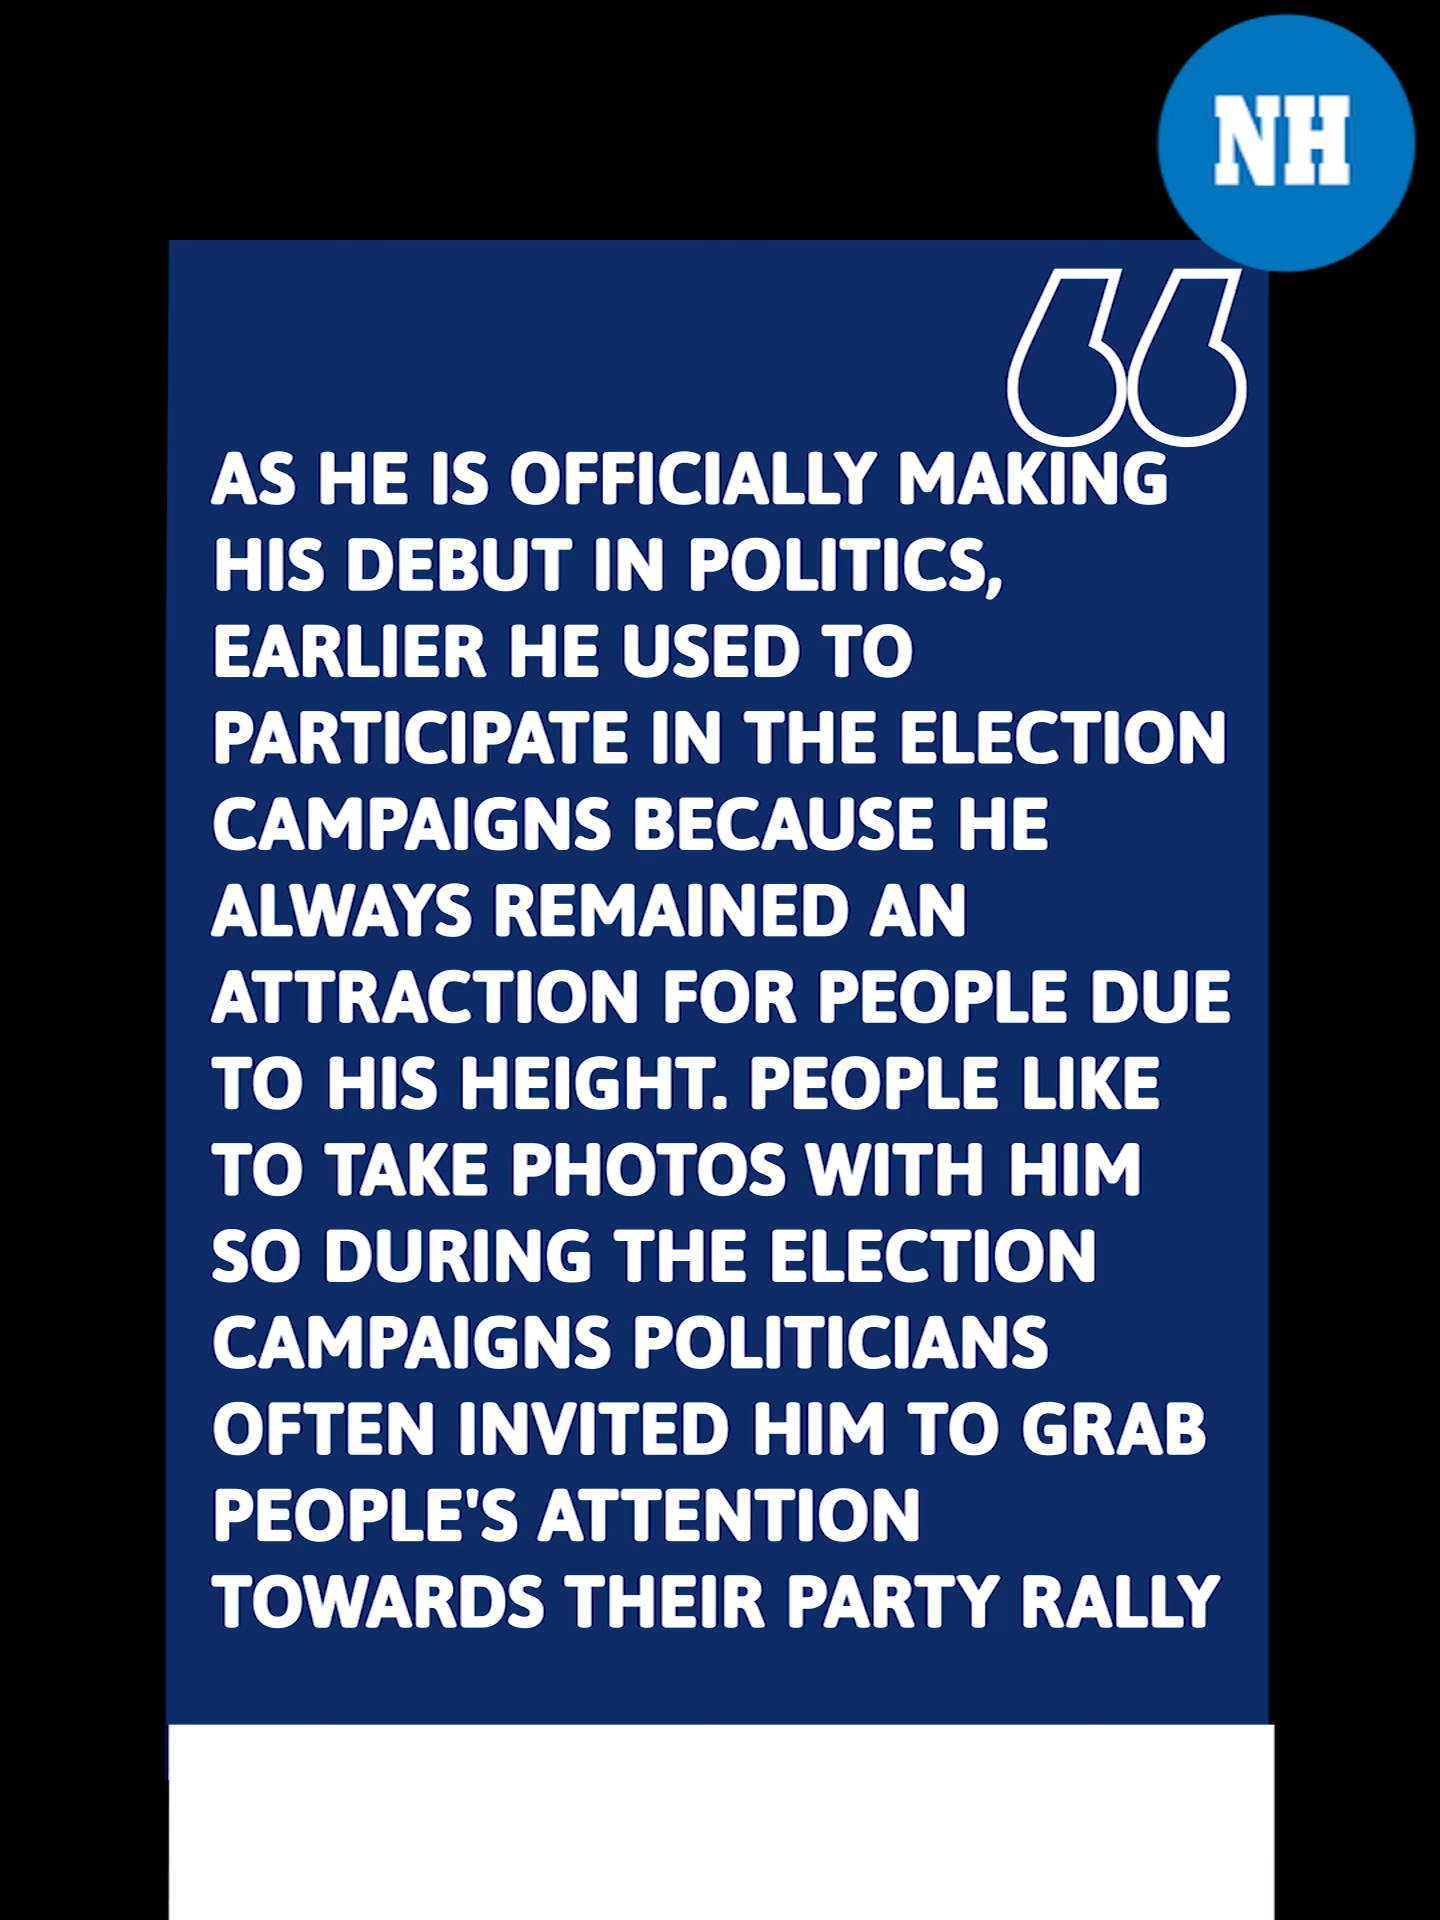 NH
AS HE IS OFFICIALLY MAKING
HIS DEBUT IN POLITICS,
EARLIER HE USED TO
PARTICIPATE IN THE ELECTION
CAMPAIGNS BECAUSE HE
ALWAYS REMAINED AN
ATTRACTION FOR PEOPLE DUE
TO HIS HEIGHT. PEOPLE LIKE
TO TAKE PHOTOS WITH HIM
SO DURING THE ELECTION
CAMPAIGNS POLITICIANS
OFTEN INVITED HIM TO GRAB
PEOPLE'S ATTENTION
TOWARDS THEIR PARTY RALLY